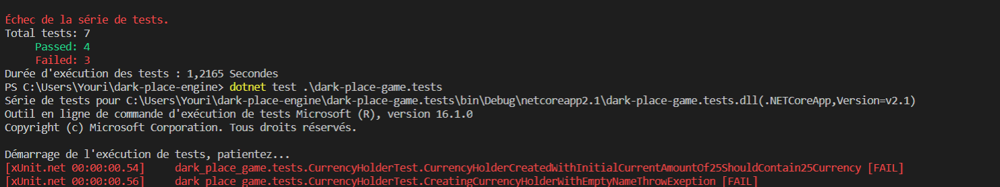 Échec de la série de tests.
Total tests: 7
Passed: 4
Failed: 3
Durée d'exécution des tests : 1,2165 Secondes
PS C:\Users\Youri\dark-place-engine> dotnet test .\dark-place-game.tests
Série de tests pour C:\Users\Youri\dark-place-engine\dark-place-game.tests\bin\Debug\netcoreapp2.1\dark-place-game.tests.dll(.NETCoreApp,Version=v2.1)
Outil en ligne de commande d'exécution de tests Microsoft (R), version 16.1.0
Copyright (c) Microsoft Corporation. Tous droits réservés.
Démarrage de l'exécution de tests, patientez...
[xUnit.net 00:00:00.54]     dark_place_game.tests.CurrencyHolderTest.CurrencyHolderCreatedWithInitialCurrentAmountOf25ShouldContain25Currency [FAIL]
[xUnit.net 00:00:00.56]     dark_place_game.tests.CurrencyHolderTest.CreatingCurrencyHolderWithEmptyNameThrowExeption [FAIL]